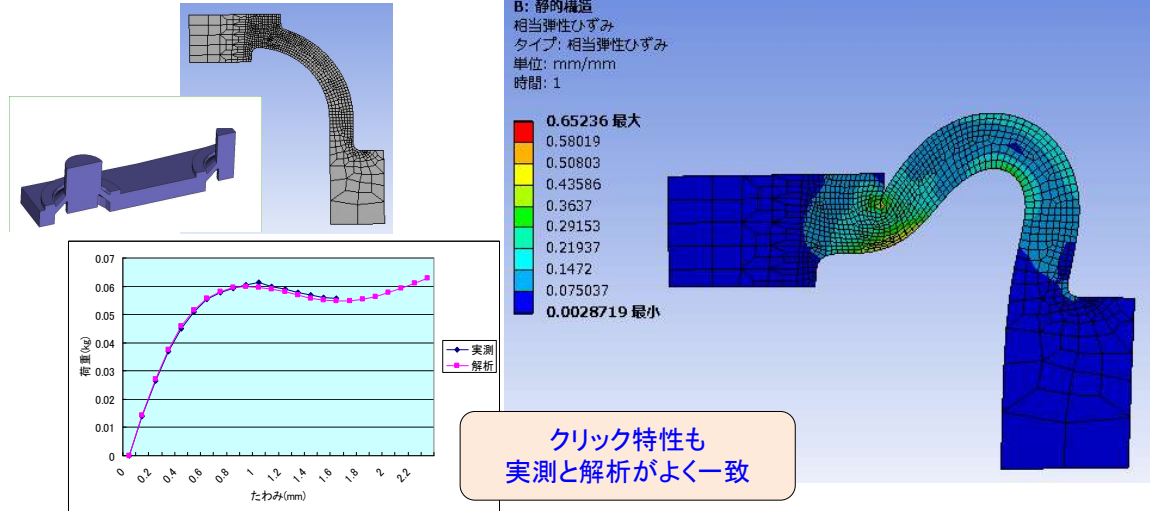 B: 静的構造
相当弾性ひずみ
タイプ: 相当弾性ひずみ
単位: mm/mm
時間: 1
0.65236 最大
0.58019
0.50803
0.43586
0.3637
0.29153
0.21937
0.1472
0.075037
0.0028719 最小
0.07
0.06
0.05
0.04
0.03
0.02
0.01
0
荷重(kg)
0 0.2 0.4 0.6 0.8 1 1.2 1.4 1.6 1.8 2 2.2
たわみ(mm)
実測
解析
クリック特性も
実測と解析がよく一致